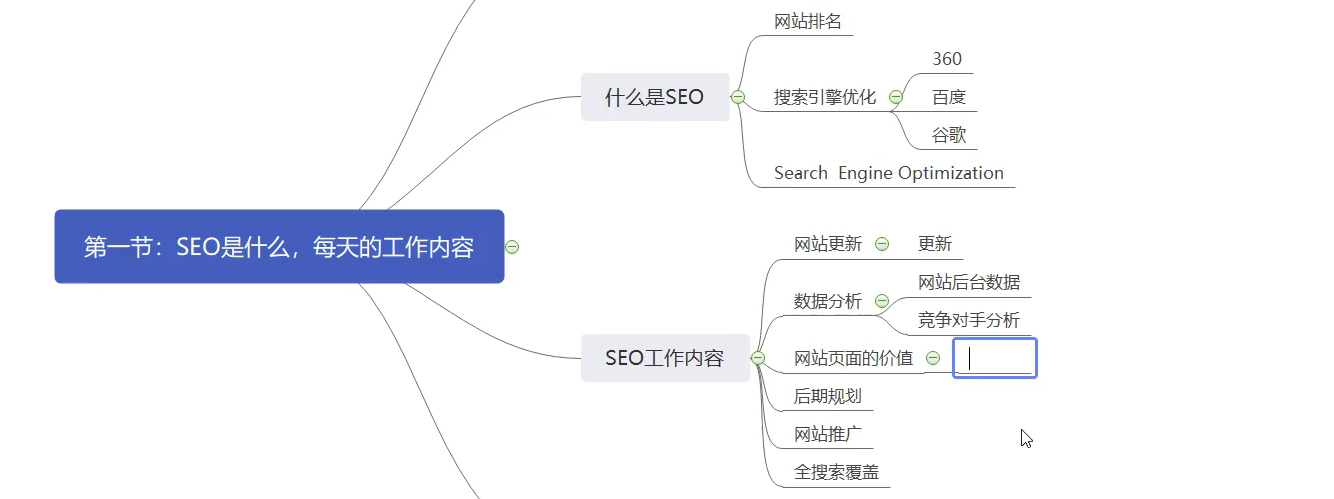 网站排名
360
什么是SEO
搜索引擎优化
百度
谷歌
Search  Engine Optimization
第一节：SEO是什么，每天的工作内容
网站更新
更新
网站后台数据
数据分析
竞争对手分析
SEO工作内容
网站页面的价值
后期规划
网站推广
全搜索覆盖